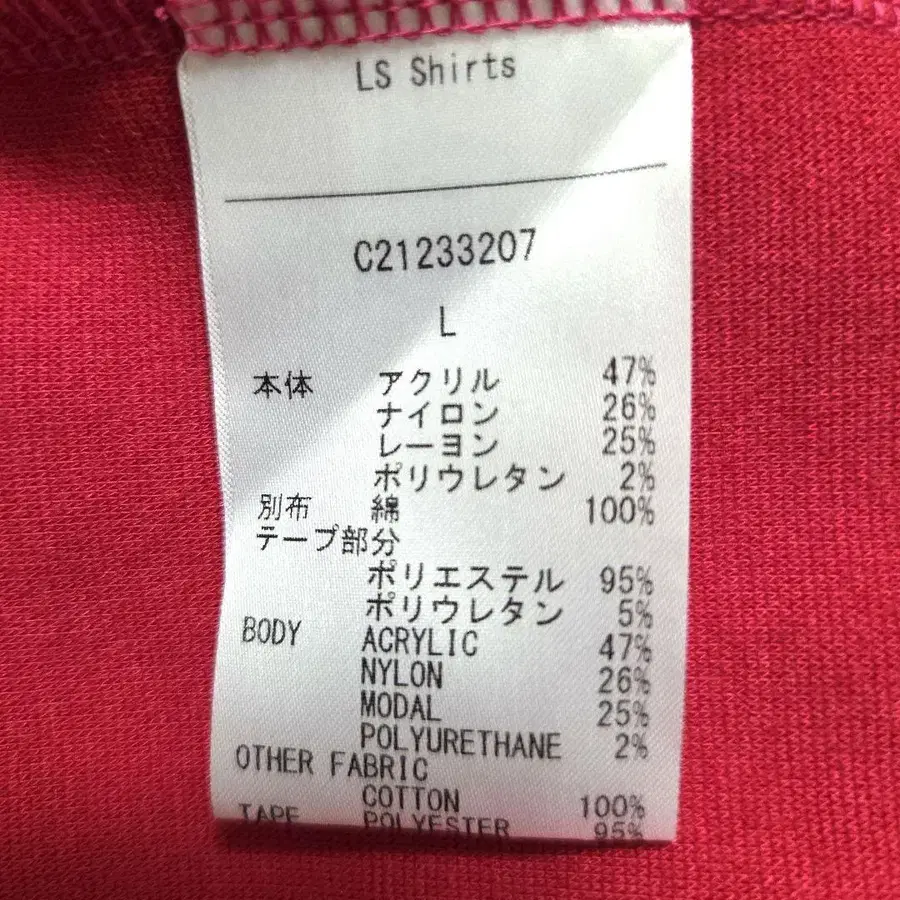 LS Shirts
C21233207
L
本体 アクリル 47%
ナイロン 26%
レーヨン 25%
ポリウレタン 2%
別布 綿 100%
テープ部分
ポリエステル 95%
ポリウレタン 5%
BODY ACRYLIC 47%
NYLON 26%
MODAL 25%
POLYURETHANE 2%
OTHER FABRIC
COTTON 100%
TAPE POLYESTER 95%